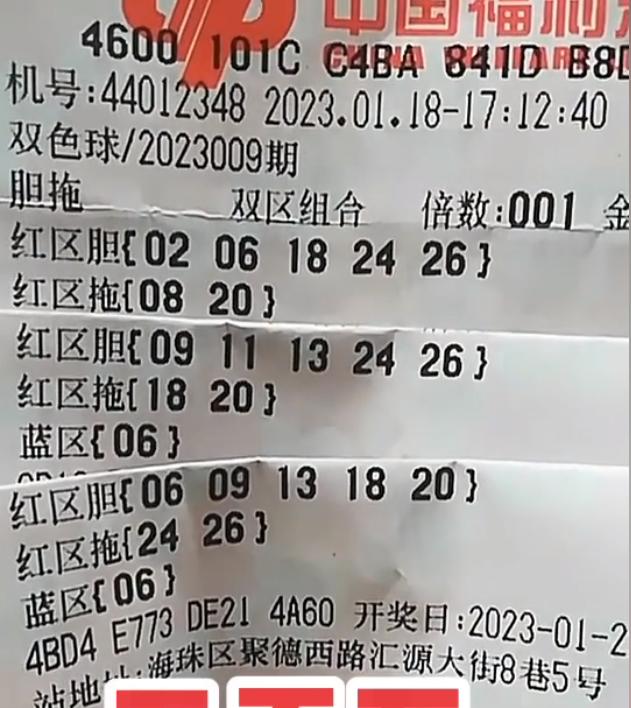 中国福利
4600 101C C4BA 841D B8
机号:44012348 2023.01.18-17:12:40
双色球/2023009期
胆拖 双区组合 倍数:001 金
红区胆{02 06 18 24 26}
红区拖{08 20}
红区胆{09 11 13 24 26}
红区拖{18 20}
蓝区{06}
红区胆{06 09 13 18 20}
红区拖{24 26}
蓝区{06}
4BD4 E773 DE21 4A60 开奖日:2023-01-2
站地址:海珠区聚德西路汇源大街8巷5号